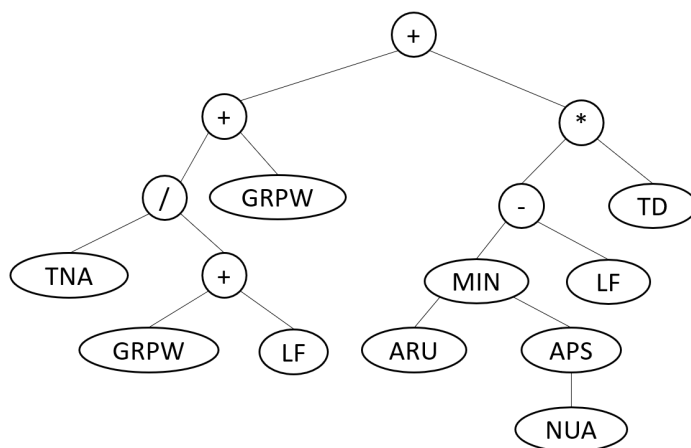 +
+
*
/
GRPW
-
TD
TNA
+
MIN
LF
GRPW
LF
ARU
APS
NUA